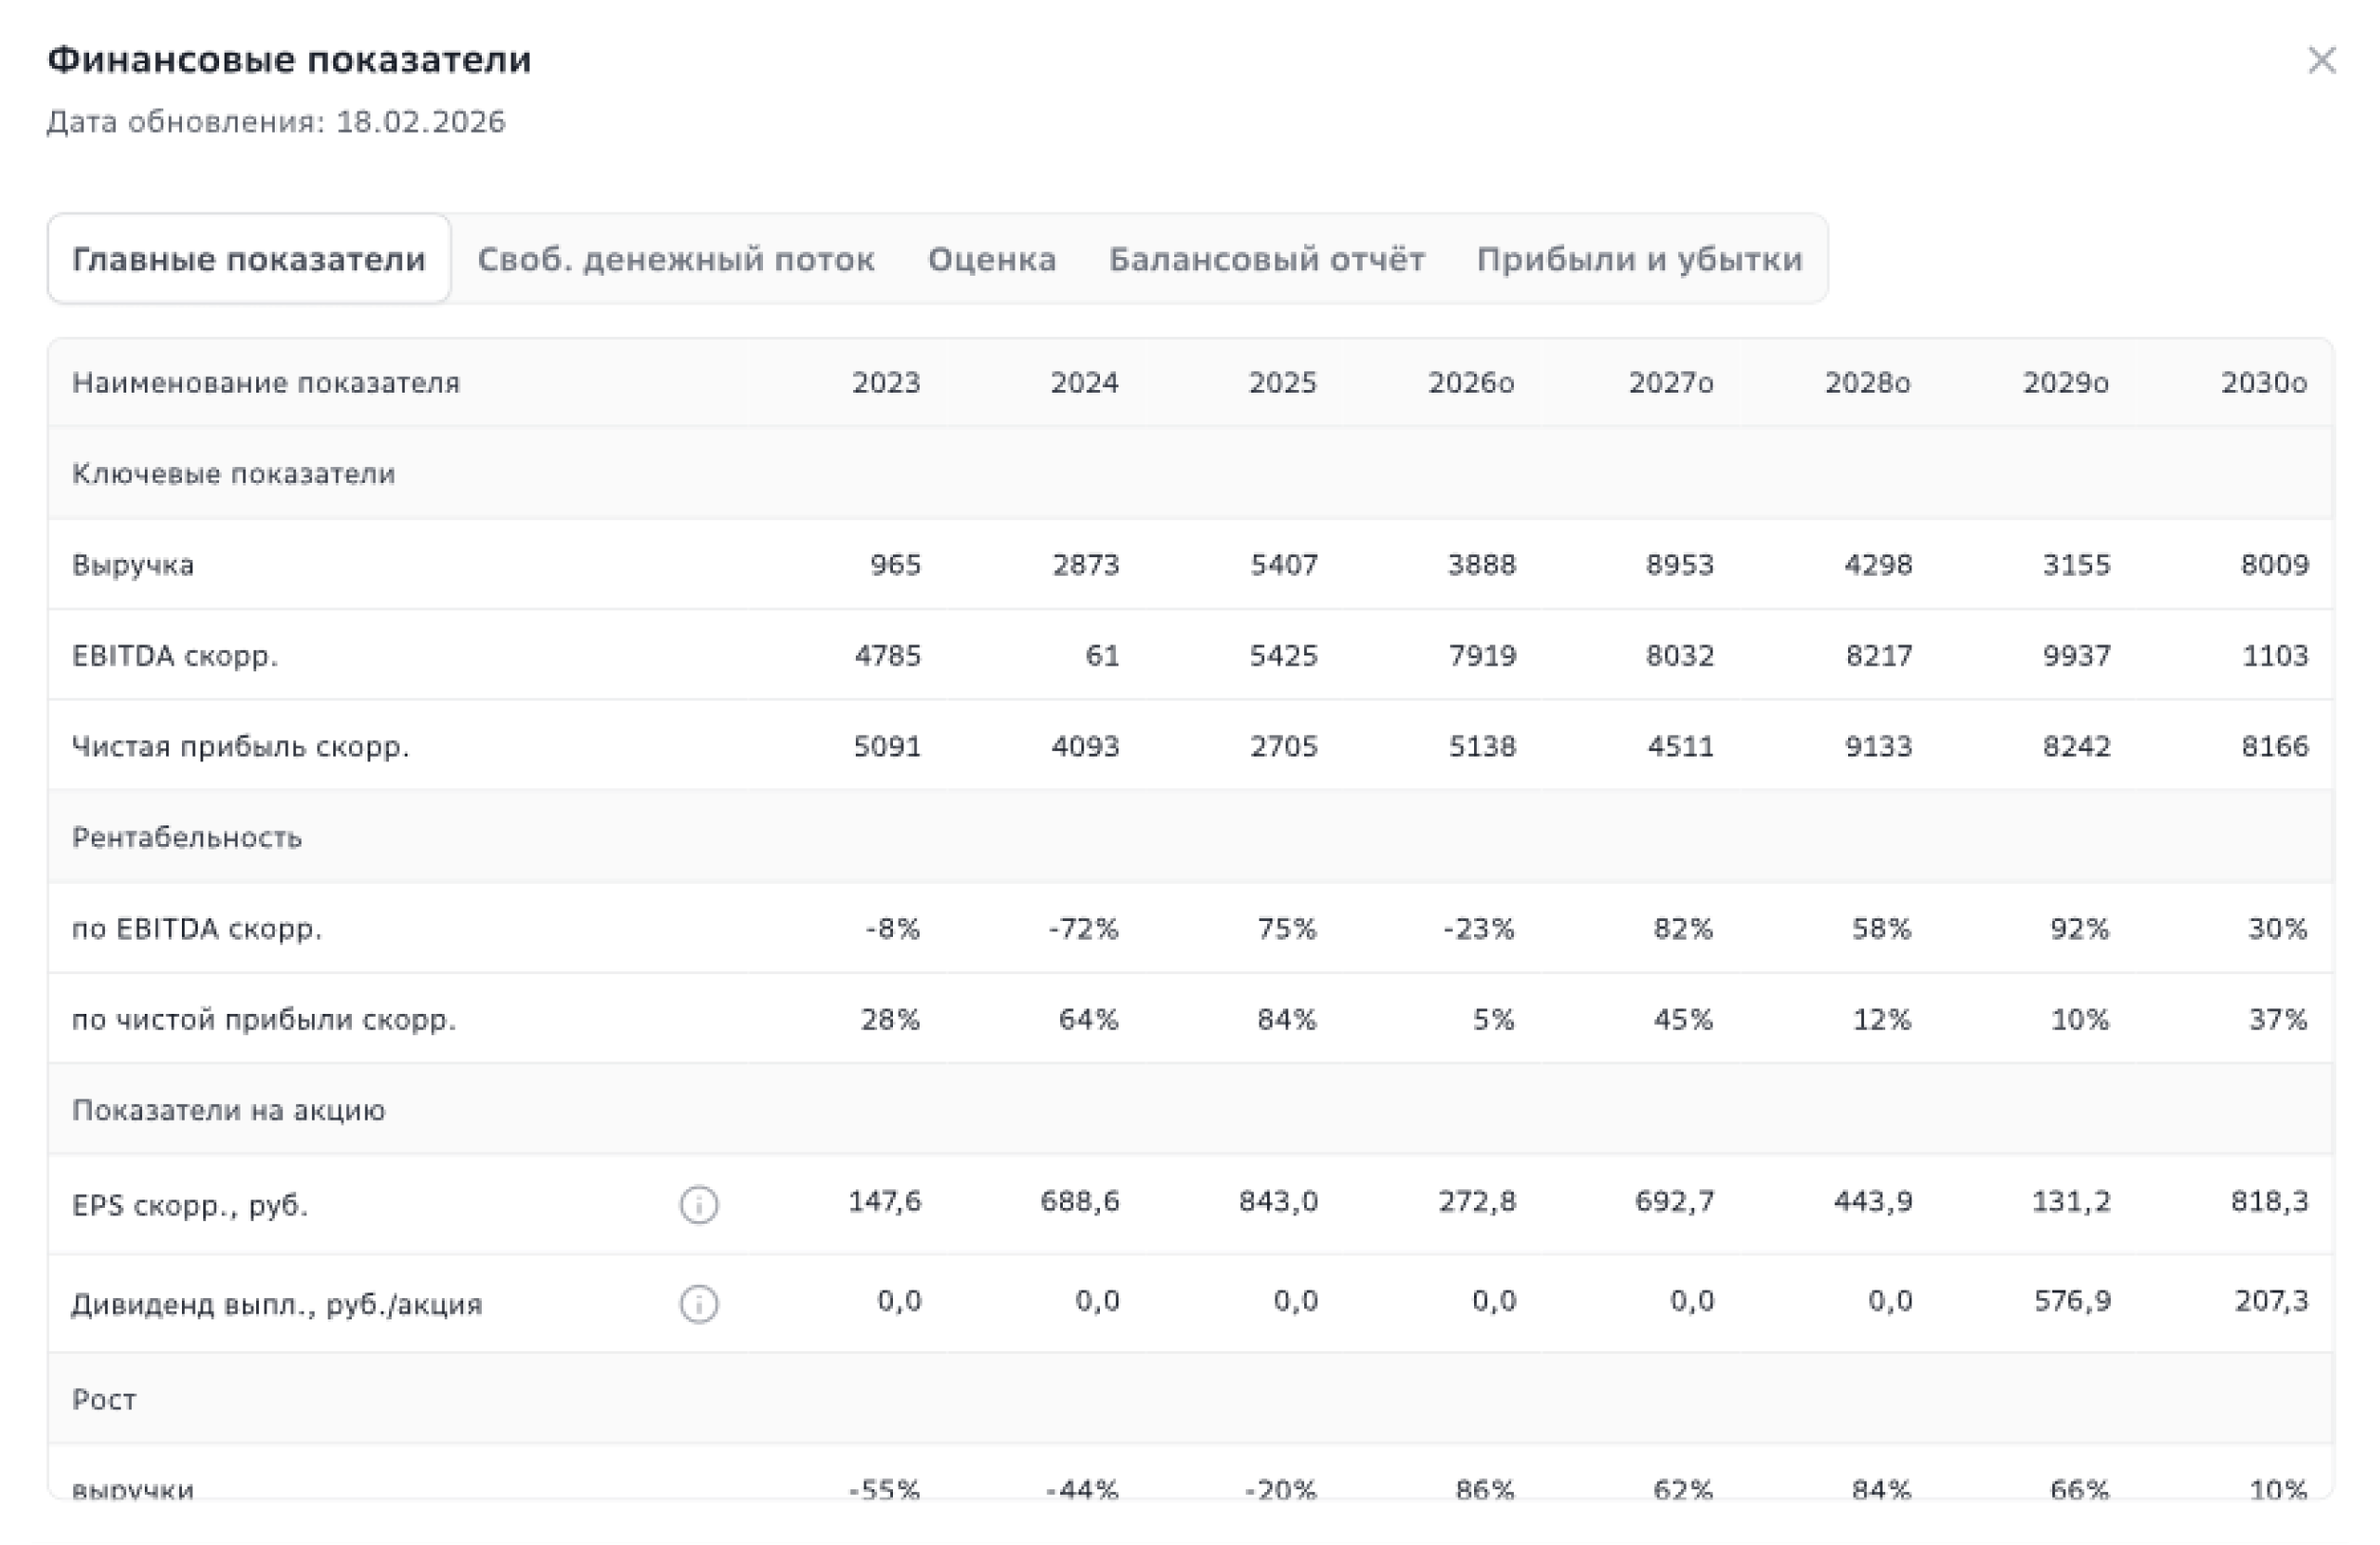 Финансовые показатели
Дата обновления: 18.02.2026
Главные показатели Своб. денежный поток Оценка Балансовый отчёт Прибыли и убытки
Наименование показателя 2023 2024 2025 2026о 2027о 2028о 2029о 2030о
Ключевые показатели
Выручка 965 2873 5407 3888 8953 4298 3155 8009
EBITDA скорр. 4785 61 5425 7919 8032 8217 9937 1103
Чистая прибыль скорр. 5091 4093 2705 5138 4511 9133 8242 8166
Рентабельность
по EBITDA скорр. -8% -72% 75% -23% 82% 58% 92% 30%
по чистой прибыли скорр. 28% 64% 84% 5% 45% 12% 10% 37%
Показатели на акцию
EPS скорр., руб. 147,6 688,6 843,0 272,8 692,7 443,9 131,2 818,3
Дивиденд выпл., руб./акция 0,0 0,0 0,0 0,0 0,0 0,0 576,9 207,3
Рост
выручки -55% -44% -20% 86% 62% 84% 66% 10%